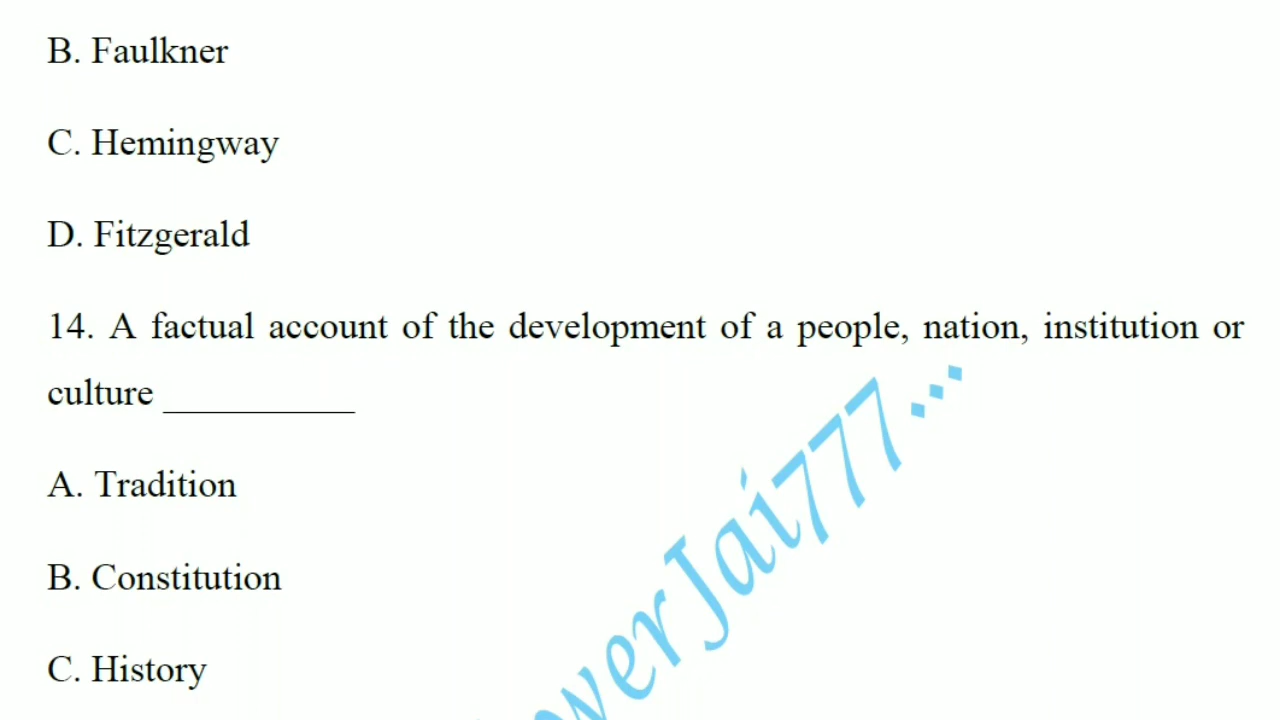 B. Faulkner
C. Hemingway
D. Fitzgerald
14. A factual account of the development of a people, nation, institution or
culture __________
A. Tradition
B. Constitution
C. History
owerJai777...